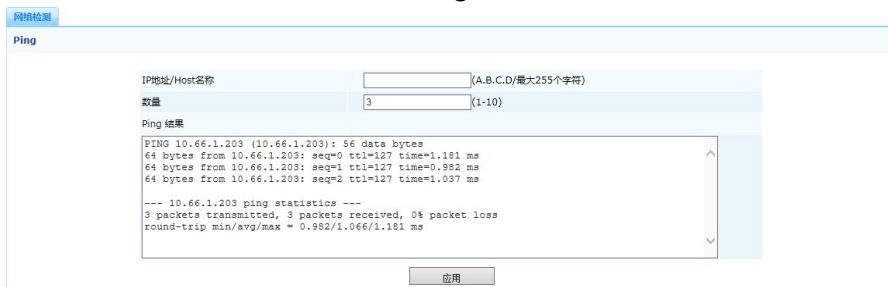 网络检测
Ping
IP地址/Host名称 (A.B.C.D/最大255个字符)
数量 3 (1-10)
Ping 结果
PING 10.66.1.203 (10.66.1.203): 56 data bytes
64 bytes from 10.66.1.203: seq=0 ttl=127 time=1.181 ms
64 bytes from 10.66.1.203: seq=1 ttl=127 time=0.982 ms
64 bytes from 10.66.1.203: seq=2 ttl=127 time=1.037 ms
--- 10.66.1.203 ping statistics ---
3 packets transmitted, 3 packets received, 0% packet loss
round-trip min/avg/max = 0.982/1.066/1.181 ms
应用